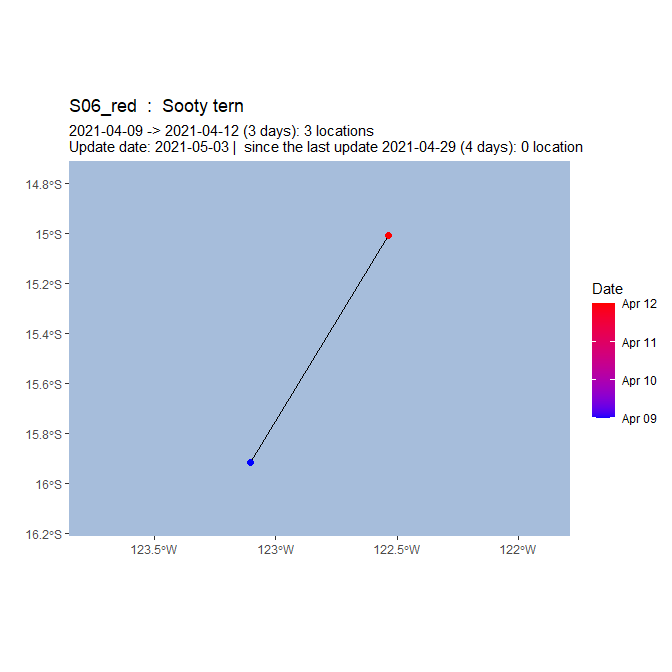 S06_red  :  Sooty tern
2021-04-09 -> 2021-04-12 (3 days): 3 locations
Update date: 2021-05-03 |  since the last update 2021-04-29 (4 days): 0 location
14.8°S
15°S
15.2°S
15.4°S
15.6°S
15.8°S
16°S
16.2°S
123.5°W
123°W
122.5°W
122°W
Date
Apr 12
Apr 11
Apr 10
Apr 09